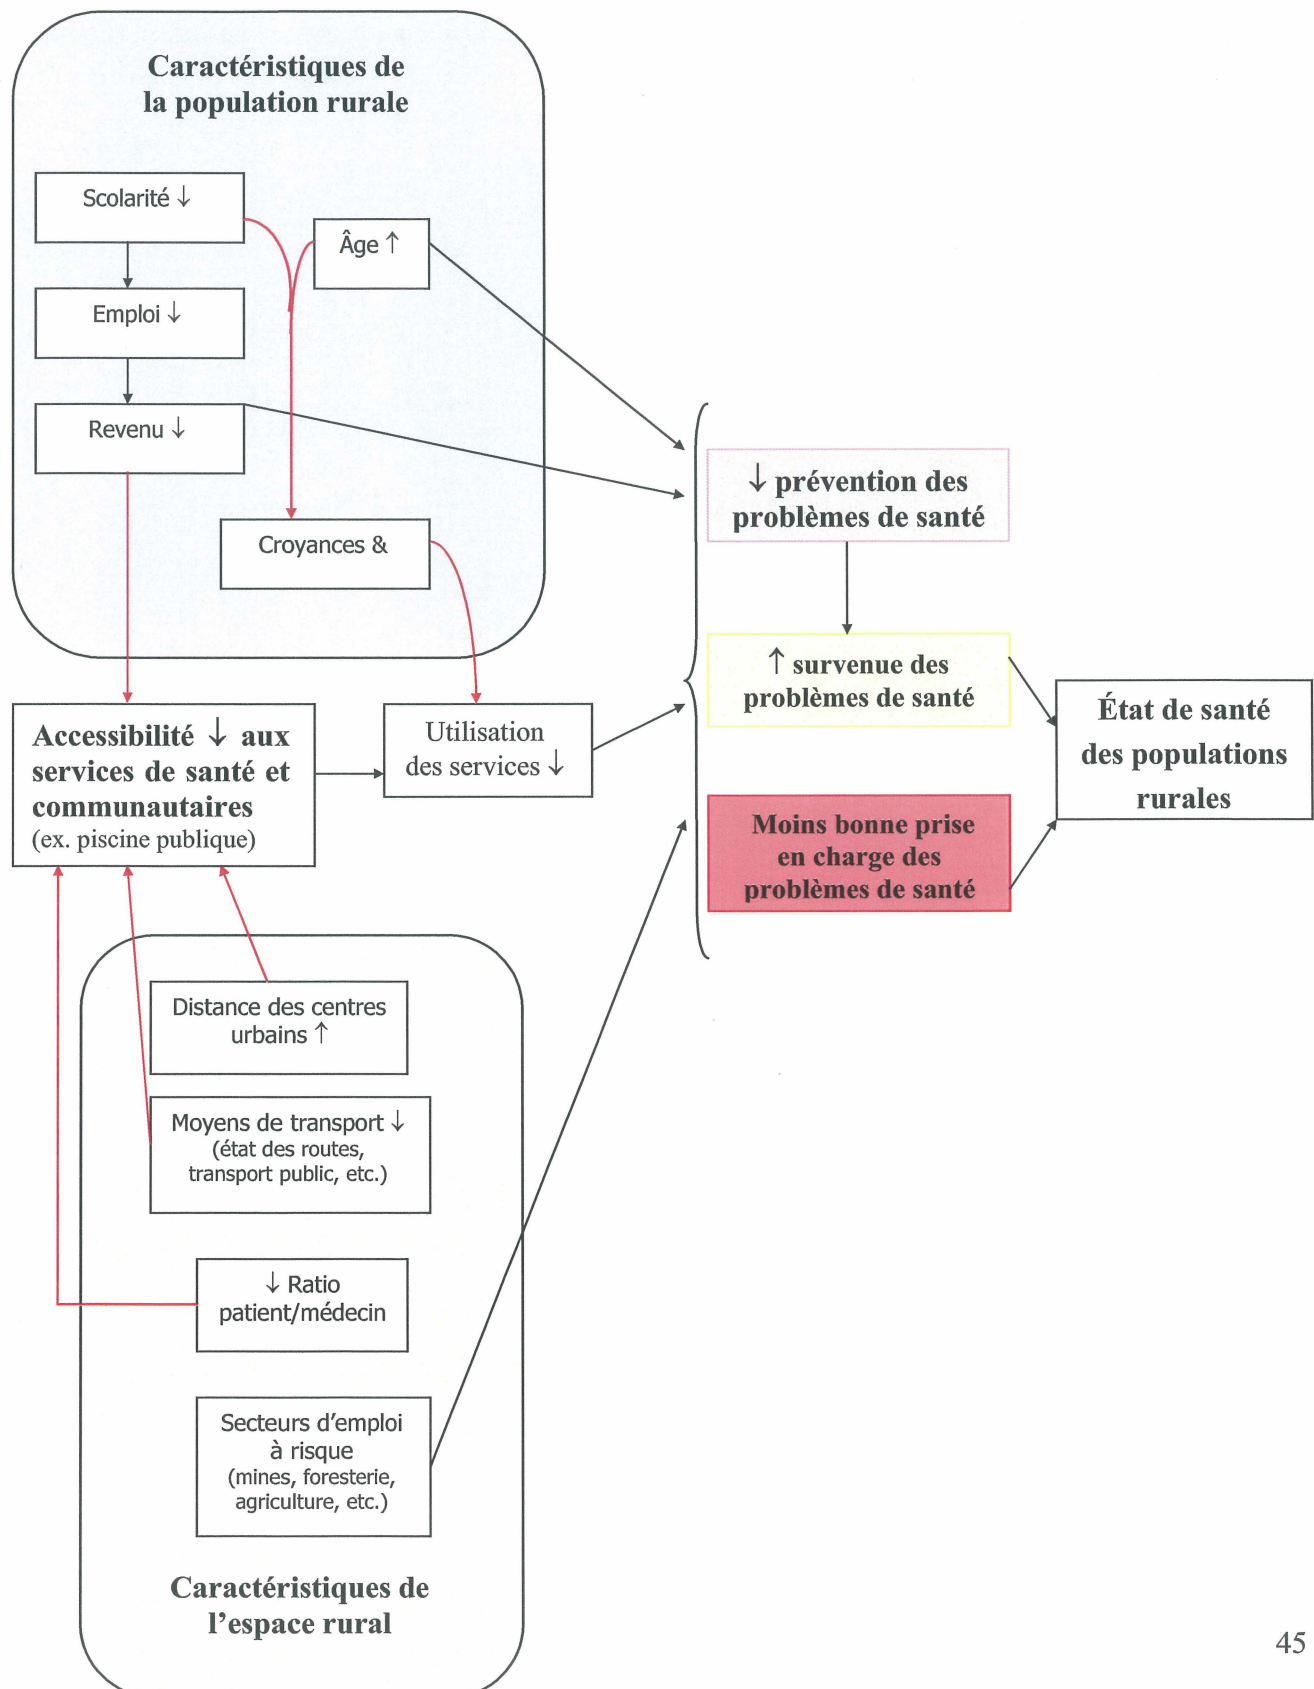 Caractéristiques de
la population rurale
Scolarité ↓
Âge ↑
Emploi ↓
Revenu ↓
Croyances &
↓ prévention des
problèmes de santé
↑ survenue des
problèmes de santé
Moins bonne prise
en charge des
problèmes de santé
État de santé
des populations
rurales
Accessibilité ↓ aux
services de santé et
communautaires
(ex. piscine publique)
Utilisation
des services ↓
Distance des centres
urbains ↑
Moyens de transport ↓
(état des routes,
transport public, etc.)
↓ Ratio
patient/médecin
Secteurs d'emploi
à risque
(mines, foresterie,
agriculture, etc.)
Caractéristiques de
l'espace rural
45